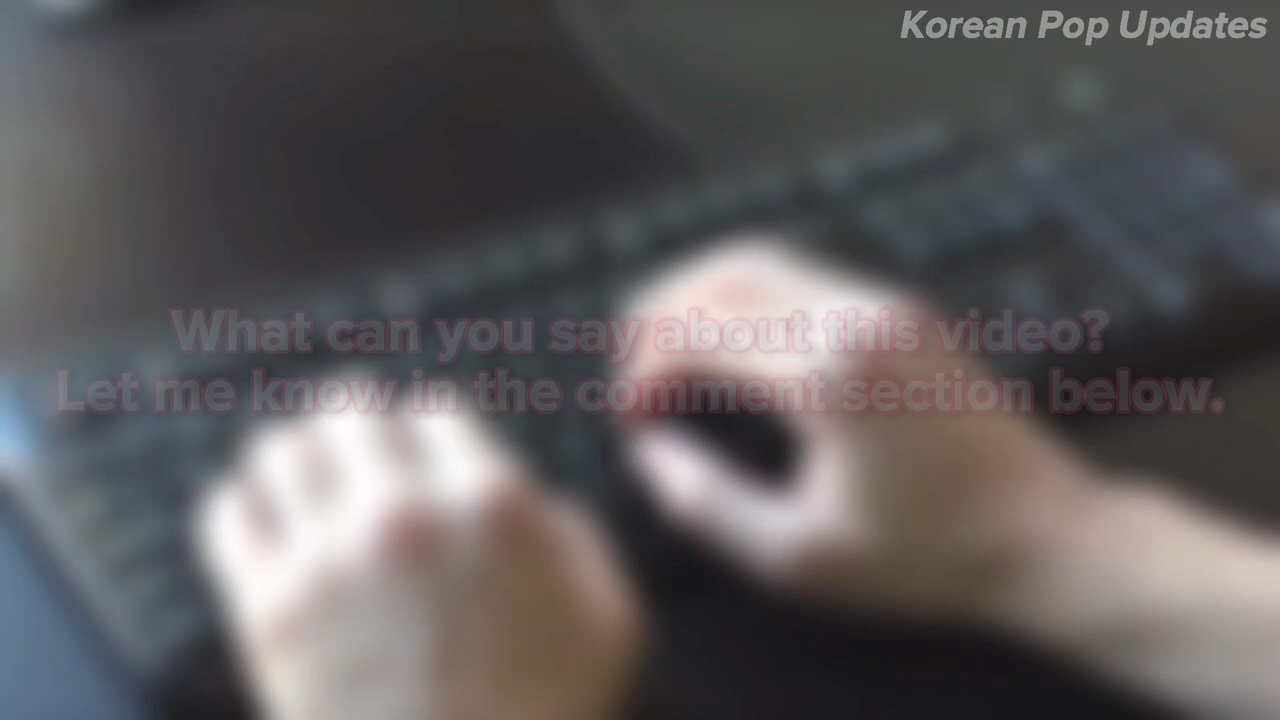 Korean Pop Updates
What can you say about this video?
Let me know in the comment section below.